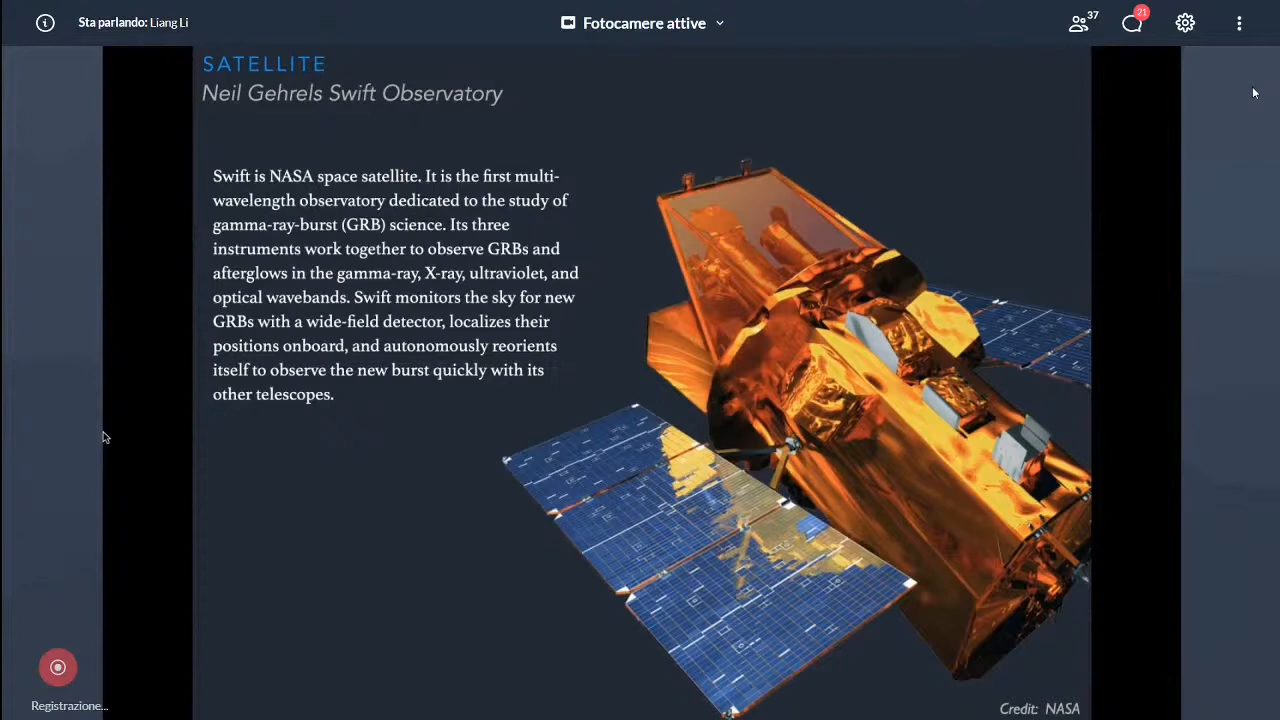 Sta parlando: Liang Li
Fotocamere attive
37
21
SATELLITE
Neil Gehrels Swift Observatory
Swift is NASA space satellite. It is the first multi-
wavelength observatory dedicated to the study of
gamma-ray-burst (GRB) science. Its three
instruments work together to observe GRBs and
afterglows in the gamma-ray, X-ray, ultraviolet, and
optical wavebands. Swift monitors the sky for new
GRBs with a wide-field detector, localizes their
positions onboard, and autonomously reorients
itself to observe the new burst quickly with its
other telescopes.
Registrazione...
Credit: NASA